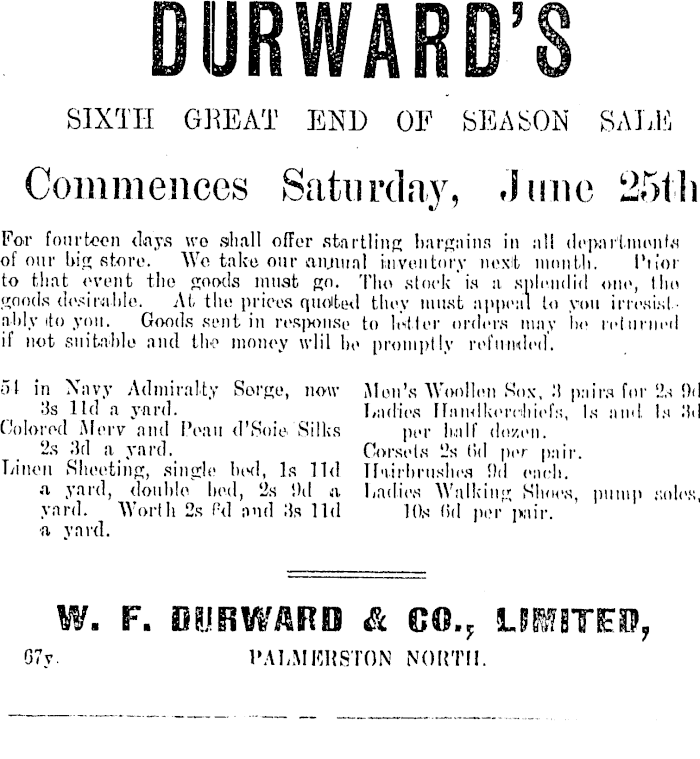 DURWARD'S
SIXTH GREAT END OF SEASON SALE
Commences Saturday, June 25th
For fourteen days we shall offer startling bargains in all departments
of our big store. We take our annual inventory next month. Prior
to that event the goods must go. The stock is a splendid one, the
goods desirable. At the prices quoted they must appeal to you irresist-
ably to you. Goods sent in response to letter orders may be returned
if not suitable and the money wlil be promptly refunded.
54 in Navy Admiralty Serge, now
3s 11d a yard.
Colored Merv and Peau d'Soie Silks
2s 3d a yard.
Linen Sheeting, single bed, 1s 11d
a yard, double bed, 2s 9d a
yard. Worth 2s 6d and 3s 11d
a yard.
Men's Woollen Sox, 3 pairs for 2s 9d
Ladies Handkerchiefs, 1s and 1s 3d
per half dozen.
Corsets 2s 6d per pair.
Hairbrushes 9d each.
Ladies Walking Shoes, pump soles,
10s 6d per pair.
W. F. DURWARD & CO., LIMITED,
67y.
PALMERSTON NORTH.